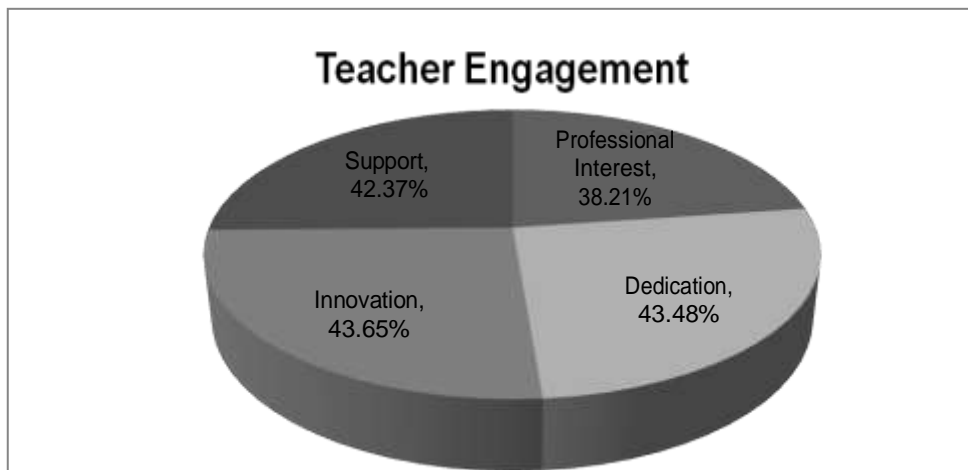 Teacher Engagement
Support,
42.37%
Professional
Interest,
38.21%
Innovation,
43.65%
Dedication,
43.48%